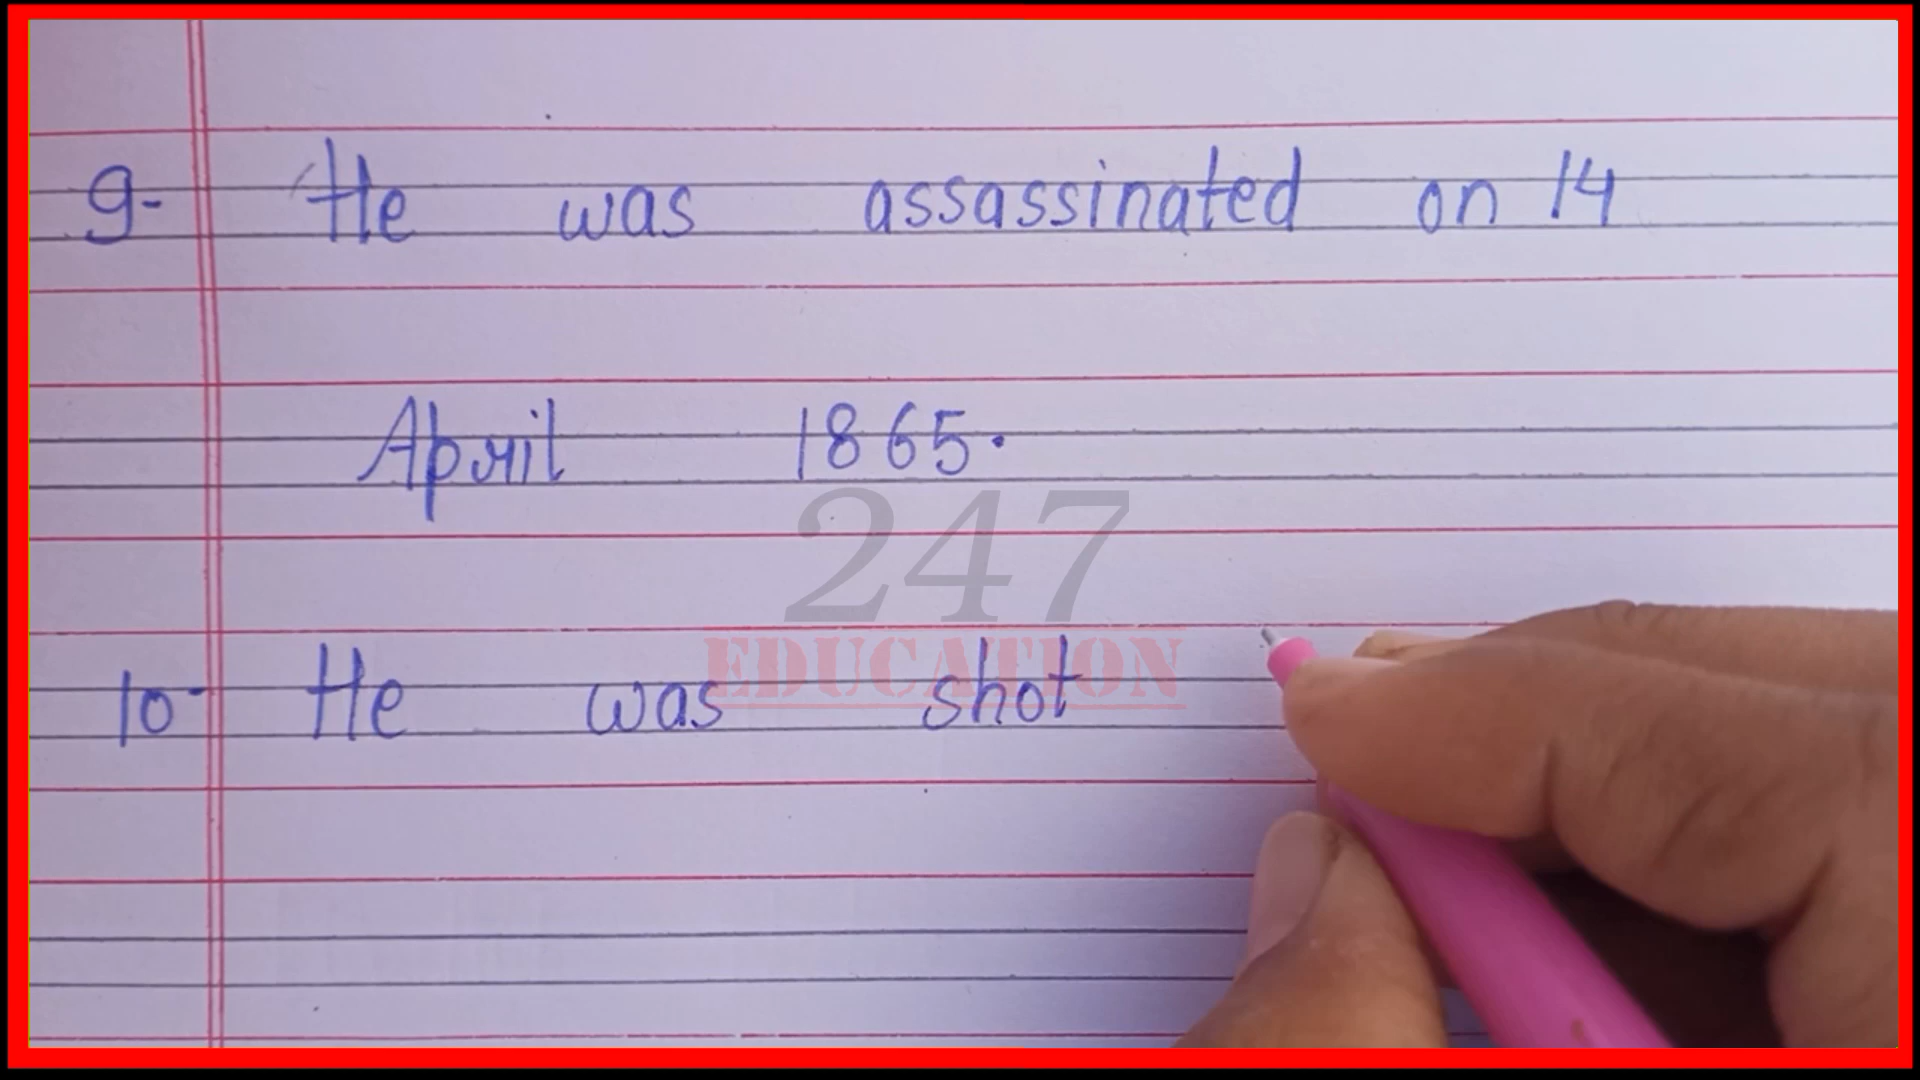 9- He was assassinated on 14
April 1865.
247
EDUCATION
10- He was shot